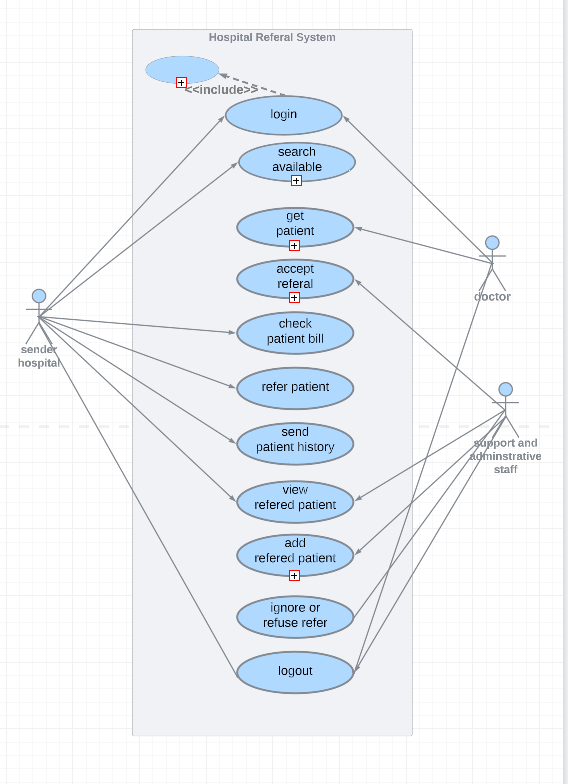 Hospital Referal System
<<include>>
login
search
available
get
patient
accept
referal
check
patient bill
refer patient
send
patient history
view
refered patient
add
refered patient
ignore or
refuse refer
logout
sender
hospital
doctor
support and
adminstrative
staff